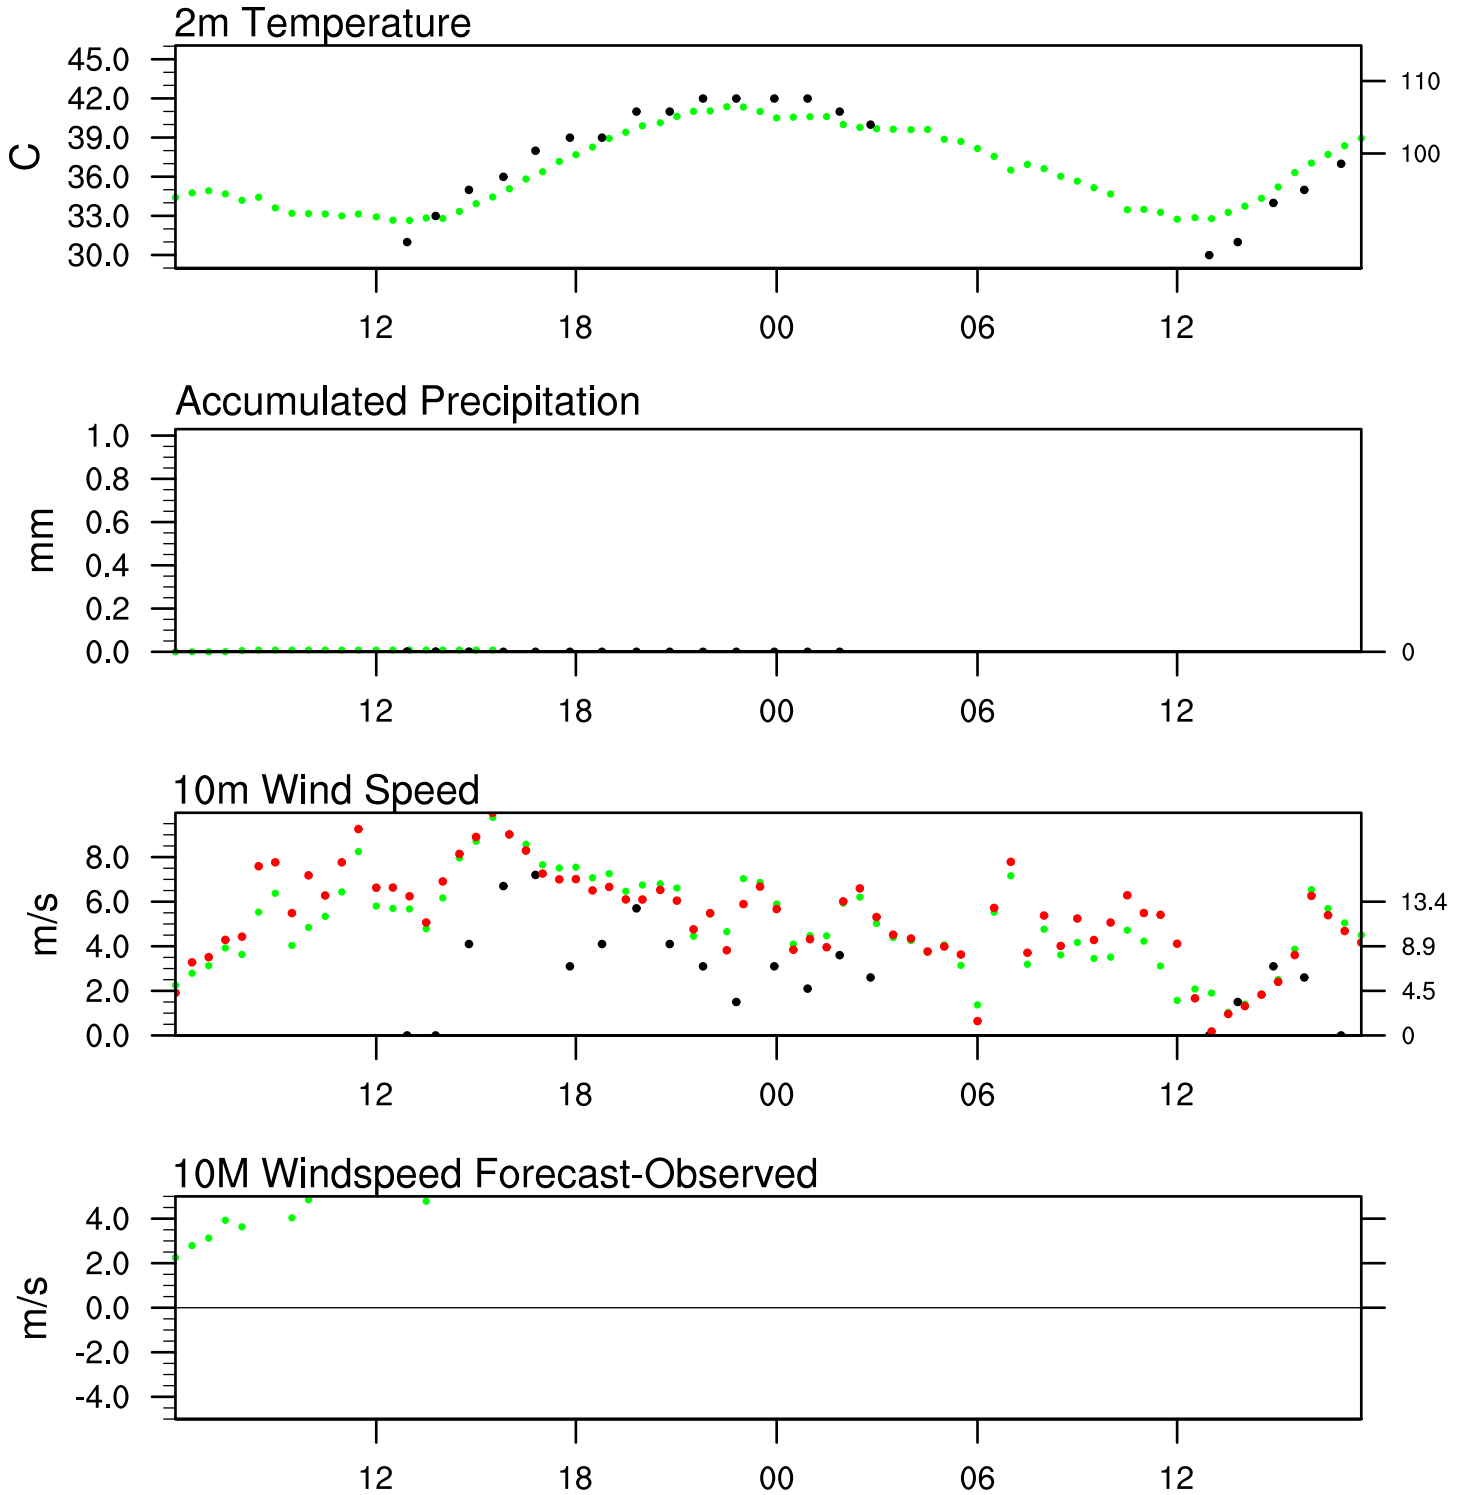 2m Temperature
45.0
42.0
39.0
36.0
33.0
30.0
C
110
100
12 18 00 06 12
Accumulated Precipitation
1.0
0.8
0.6
0.4
0.2
0.0
mm
0
12 18 00 06 12
10m Wind Speed
8.0
6.0
4.0
2.0
0.0
m/s
13.4
8.9
4.5
0
12 18 00 06 12
10M Windspeed Forecast-Observed
4.0
2.0
0.0
-2.0
-4.0
m/s
12 18 00 06 12